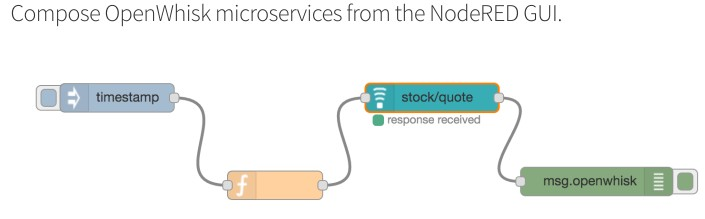 Compose OpenWhisk microservices from the NodeRED GUI.
timestamp
stock/quote
response received
f
msg.openwhisk